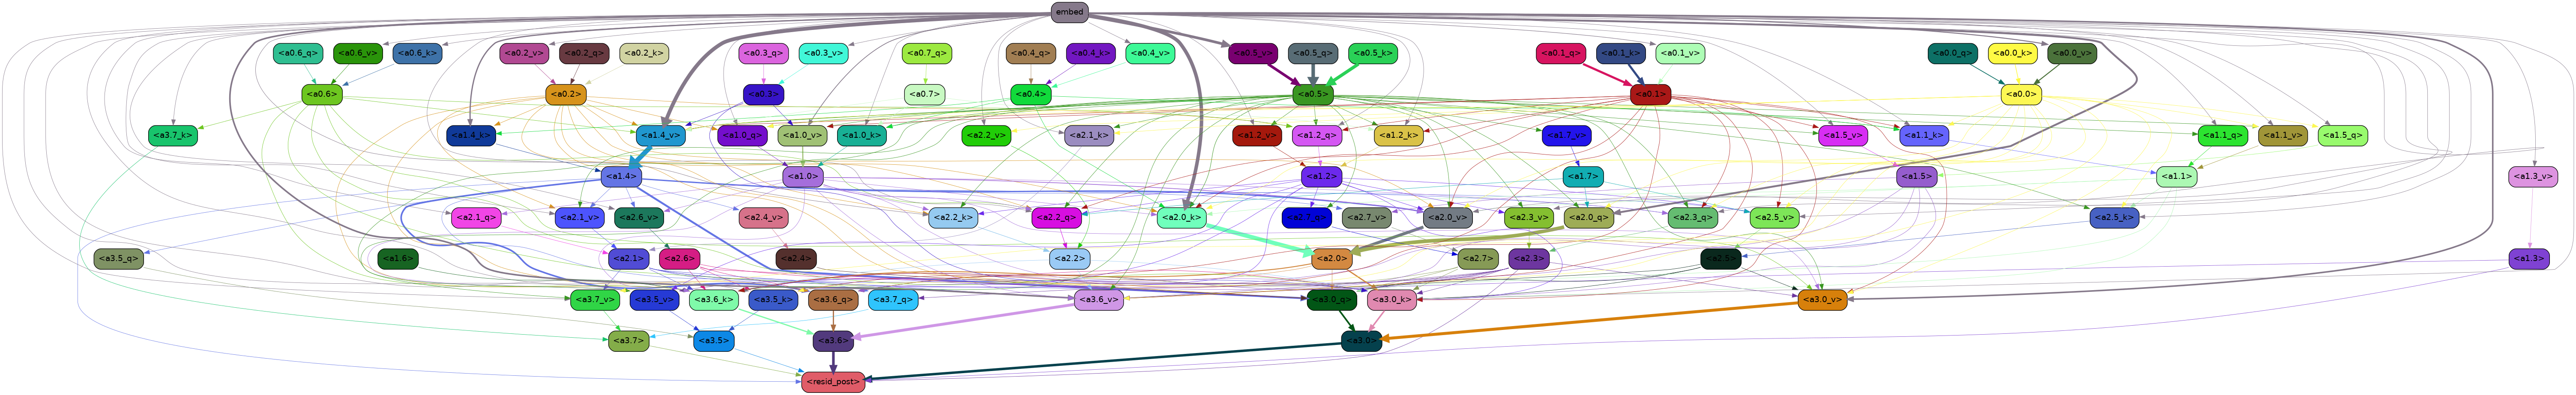 embed
<a0.6_q> <a0.6_v> <a0.6_k> <a0.2_v> <a0.2_q> <a0.2_k> <a0.3_q> <a0.3_v> <a0.7_q> <a0.4_q> <a0.4_k> <a0.4_v> <a0.5_v> <a0.5_q> <a0.5_k> <a0.1_q> <a0.1_k> <a0.1_v> <a0.0_q> <a0.0_k> <a0.0_v>
<a0.6> <a0.2> <a0.3> <a0.7> <a0.4> <a0.5> <a0.1> <a0.0>
<a3.7_k> <a1.4_k> <a1.4_v> <a1.0_q> <a1.0_v> <a1.0_k> <a2.2_v> <a2.1_k> <a1.2_v> <a1.2_q> <a1.2_k> <a1.7_v> <a1.5_v> <a1.1_k> <a1.1_q> <a1.1_v> <a1.5_q>
<a1.4> <a1.0> <a1.2> <a1.7> <a1.5> <a1.1> <a1.3_v>
<a2.1_q> <a2.1_v> <a2.6_v> <a2.4_v> <a2.2_k> <a2.2_q> <a2.0_k> <a2.7_q> <a2.7_v> <a2.0_v> <a2.3_v> <a2.0_q> <a2.3_q> <a2.5_v> <a2.5_k>
<a3.5_q> <a1.6> <a2.1> <a2.6> <a2.4> <a2.2> <a2.0> <a2.7> <a2.3> <a2.5> <a1.3>
<a3.7_v> <a3.5_v> <a3.6_k> <a3.5_k> <a3.6_q> <a3.7_q> <a3.6_v> <a3.0_q> <a3.0_k> <a3.0_v>
<a3.7> <a3.5> <a3.6> <a3.0>
<resid_post>